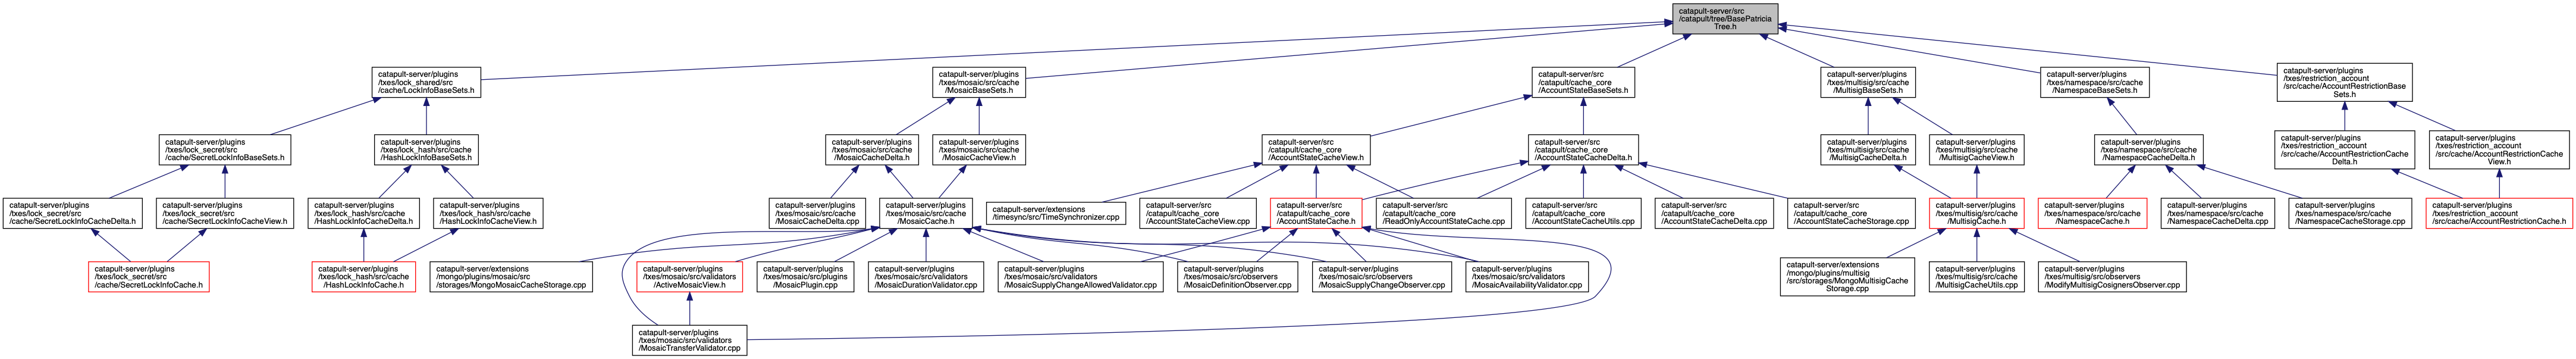 catapult-server/src
/catapult/tree/BasePatricia
Tree.h
catapult-server/plugins
/txes/lock_shared/src
/cache/LockInfoBaseSets.h
catapult-server/plugins
/txes/mosaic/src/cache
/MosaicBaseSets.h
catapult-server/src
/catapult/cache_core
/AccountStateBaseSets.h
catapult-server/plugins
/txes/multisig/src/cache
/MultisigBaseSets.h
catapult-server/plugins
/txes/namespace/src/cache
/NamespaceBaseSets.h
catapult-server/plugins
/txes/restriction_account
/src/cache/AccountRestrictionBase
Sets.h
catapult-server/plugins
/txes/lock_secret/src
/cache/SecretLockInfoBaseSets.h
catapult-server/plugins
/txes/lock_hash/src/cache
/HashLockInfoBaseSets.h
catapult-server/plugins
/txes/mosaic/src/cache
/MosaicCacheDelta.h
catapult-server/plugins
/txes/mosaic/src/cache
/MosaicCacheView.h
catapult-server/src
/catapult/cache_core
/AccountStateCacheView.h
catapult-server/src
/catapult/cache_core
/AccountStateCacheDelta.h
catapult-server/plugins
/txes/multisig/src/cache
/MultisigCacheDelta.h
catapult-server/plugins
/txes/multisig/src/cache
/MultisigCacheView.h
catapult-server/plugins
/txes/namespace/src/cache
/NamespaceCacheDelta.h
catapult-server/plugins
/txes/restriction_account
/src/cache/AccountRestrictionCache
Delta.h
catapult-server/plugins
/txes/restriction_account
/src/cache/AccountRestrictionCache
View.h
catapult-server/plugins
/txes/lock_secret/src
/cache/SecretLockInfoCacheDelta.h
catapult-server/plugins
/txes/lock_secret/src
/cache/SecretLockInfoCacheView.h
catapult-server/plugins
/txes/lock_hash/src/cache
/HashLockInfoCacheDelta.h
catapult-server/plugins
/txes/lock_hash/src/cache
/HashLockInfoCacheView.h
catapult-server/plugins
/txes/mosaic/src/cache
/MosaicCacheDelta.cpp
catapult-server/plugins
/txes/mosaic/src/cache
/MosaicCache.h
catapult-server/extensions
/timesync/src/TimeSynchronizer.cpp
catapult-server/src
/catapult/cache_core
/AccountStateCacheView.cpp
catapult-server/src
/catapult/cache_core
/AccountStateCache.h
catapult-server/src
/catapult/cache_core
/ReadOnlyAccountStateCache.cpp
catapult-server/src
/catapult/cache_core
/AccountStateCacheUtils.cpp
catapult-server/src
/catapult/cache_core
/AccountStateCacheDelta.cpp
catapult-server/src
/catapult/cache_core
/AccountStateCacheStorage.cpp
catapult-server/plugins
/txes/multisig/src/cache
/MultisigCache.h
catapult-server/plugins
/txes/namespace/src/cache
/NamespaceCache.h
catapult-server/plugins
/txes/namespace/src/cache
/NamespaceCacheDelta.cpp
catapult-server/plugins
/txes/namespace/src/cache
/NamespaceCacheStorage.cpp
catapult-server/plugins
/txes/restriction_account
/src/cache/AccountRestrictionCache.h
catapult-server/plugins
/txes/lock_secret/src
/cache/SecretLockInfoCache.h
catapult-server/plugins
/txes/lock_hash/src/cache
/HashLockInfoCache.h
catapult-server/extensions
/mongo/plugins/mosaic/src
/storages/MongoMosaicCacheStorage.cpp
catapult-server/plugins
/txes/mosaic/src/validators
/ActiveMosaicView.h
catapult-server/plugins
/txes/mosaic/src/plugins
/MosaicPlugin.cpp
catapult-server/plugins
/txes/mosaic/src/validators
/MosaicDurationValidator.cpp
catapult-server/plugins
/txes/mosaic/src/validators
/MosaicSupplyChangeAllowedValidator.cpp
catapult-server/plugins
/txes/mosaic/src/observers
/MosaicDefinitionObserver.cpp
catapult-server/plugins
/txes/mosaic/src/observers
/MosaicSupplyChangeObserver.cpp
catapult-server/plugins
/txes/mosaic/src/validators
/MosaicAvailabilityValidator.cpp
catapult-server/extensions
/mongo/plugins/multisig
/src/storages/MongoMultisigCache
Storage.cpp
catapult-server/plugins
/txes/multisig/src/cache
/MultisigCacheUtils.cpp
catapult-server/plugins
/txes/multisig/src/observers
/ModifyMultisigCosignersObserver.cpp
catapult-server/plugins
/txes/mosaic/src/validators
/MosaicTransferValidator.cpp